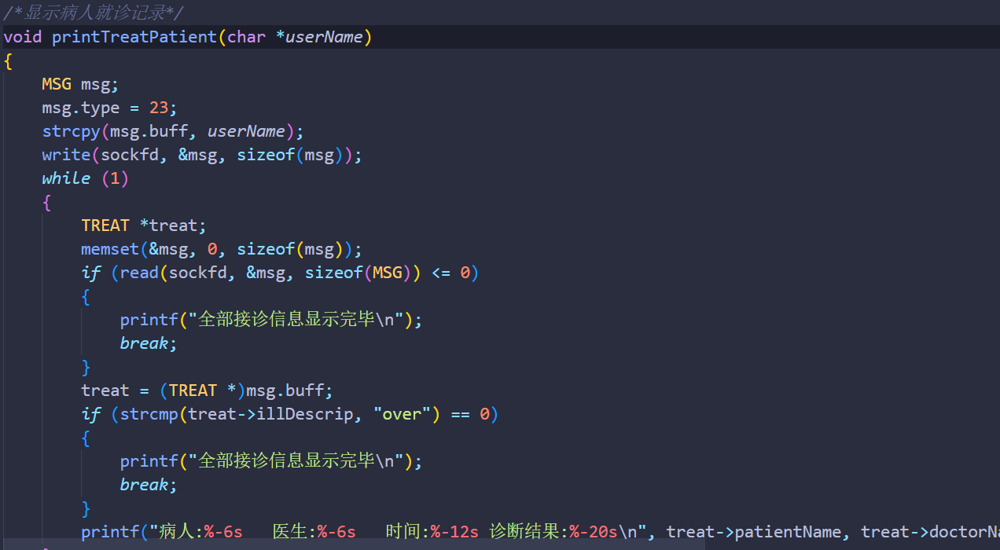 /*显示病人就诊记录*/
void printTreatPatient(char *userName)
{
    MSG msg;
    msg.type = 23;
    strcpy(msg.buff, userName);
    write(sockfd, &msg, sizeof(msg));
    while (1)
    {
        TREAT *treat;
        memset(&msg, 0, sizeof(msg));
        if (read(sockfd, &msg, sizeof(MSG)) <= 0)
        {
            printf("全部接诊信息显示完毕\n");
            break;
        }
        treat = (TREAT *)msg.buff;
        if (strcmp(treat->illDescrip, "over") == 0)
        {
            printf("全部接诊信息显示完毕\n");
            break;
        }
        printf("病人:%-6s   医生:%-6s   时间:%-12s 诊断结果:%-20s\n", treat->patientName, treat->doctorNa